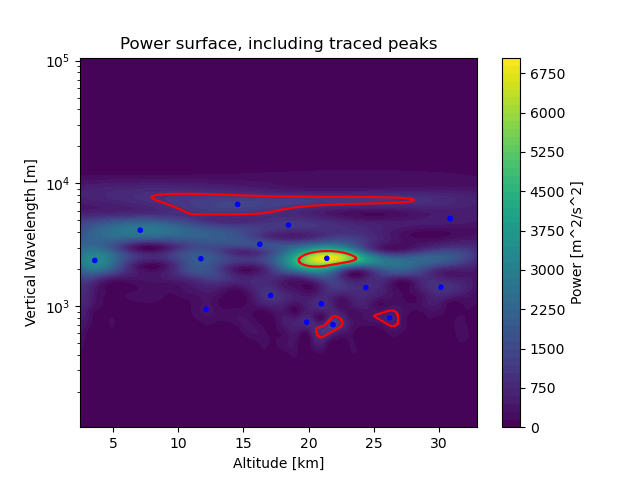 Power surface, including traced peaks
10^5
10^4
10^3
Vertical Wavelength [m]
5 10 15 20 25 30
Altitude [km]
6750
6000
5250
4500
3750
3000
2250
1500
750
0
Power [m^2/s^2]